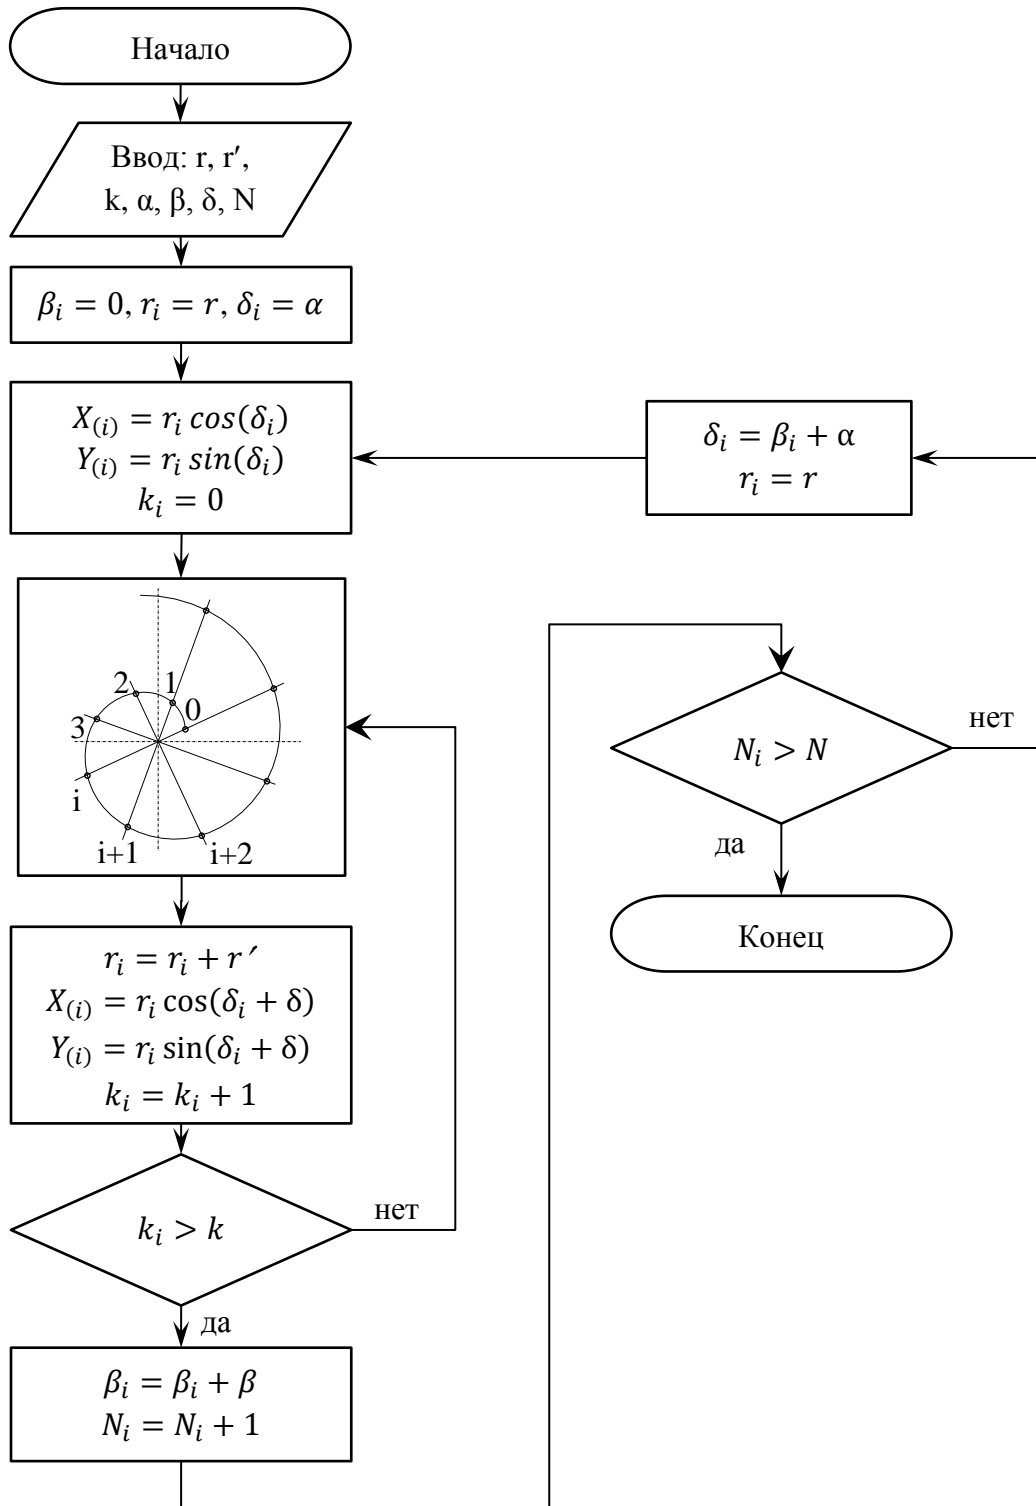 Начало
Ввод: r, r′,
k, α, β, δ, N
βᵢ = 0, rᵢ = r, δᵢ = α
X₍ᵢ₎ = rᵢ cos(δᵢ)
Y₍ᵢ₎ = rᵢ sin(δᵢ)
kᵢ = 0
2
1
0
3
i
i+1
i+2
rᵢ = rᵢ + r′
X₍ᵢ₎ = rᵢ cos(δᵢ + δ)
Y₍ᵢ₎ = rᵢ sin(δᵢ + δ)
kᵢ = kᵢ + 1
kᵢ > k
нет
да
βᵢ = βᵢ + β
Nᵢ = Nᵢ + 1
δᵢ = βᵢ + α
rᵢ = r
Nᵢ > N
нет
да
Конец